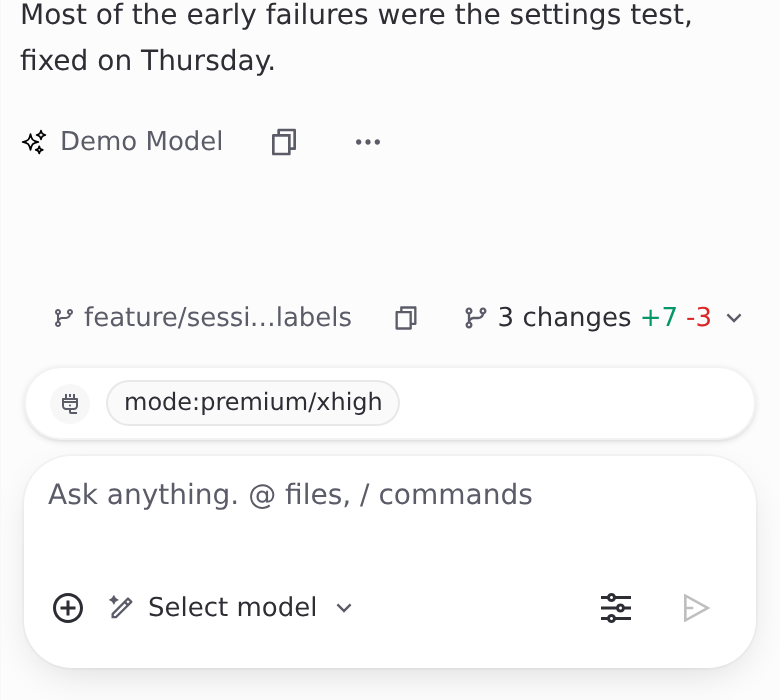 Most of the early failures were the settings test,
fixed on Thursday.
Demo Model
feature/sessi...labels
3 changes +7 -3
mode:premium/xhigh
Ask anything. @ files, / commands
Select model